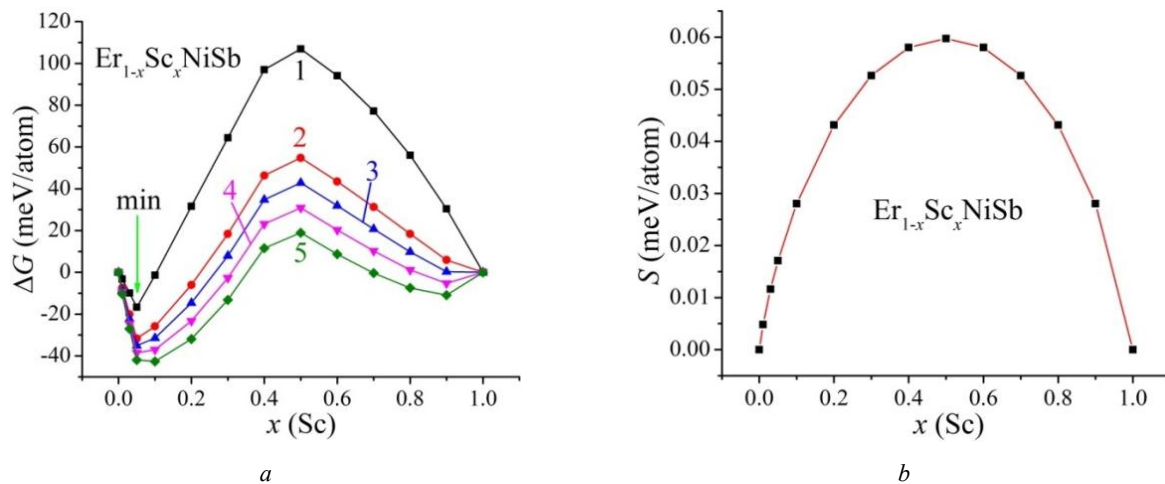 120
100
80
60
40
20
0
-20
-40
ΔG (meV/atom)
Er1-xScxNiSb
1
2
3
4
5
min
0.0 0.2 0.4 0.6 0.8 1.0
x (Sc)
a
0.06
0.05
0.04
0.03
0.02
0.01
0.00
S (meV/atom)
Er1-xScxNiSb
0.0 0.2 0.4 0.6 0.8 1.0
x (Sc)
b